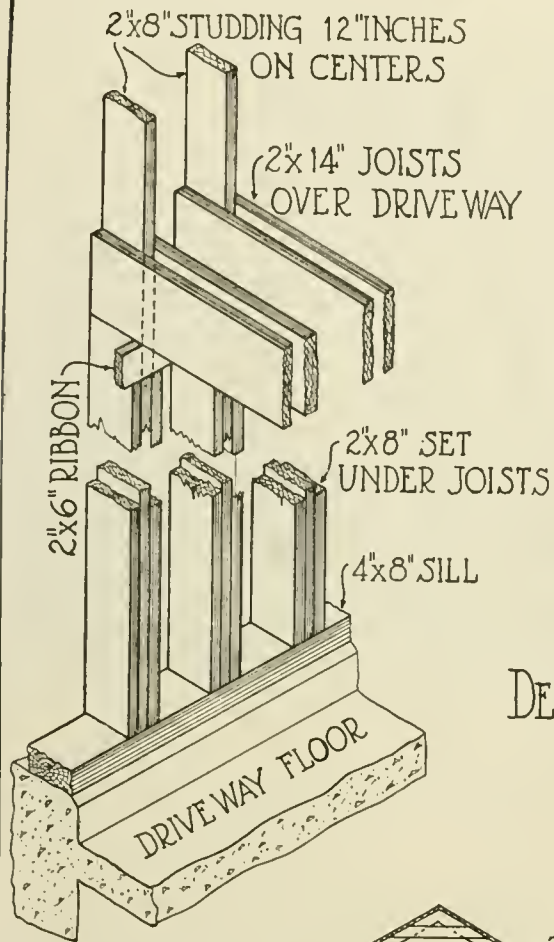 2"x8" STUDDING 12" INCHES
ON CENTERS
2"x14" JOISTS
OVER DRIVEWAY
2"x6" RIBBON
2"x8" SET
UNDER JOISTS
4"x8" SILL
DE
DRIVEWAY FLOOR